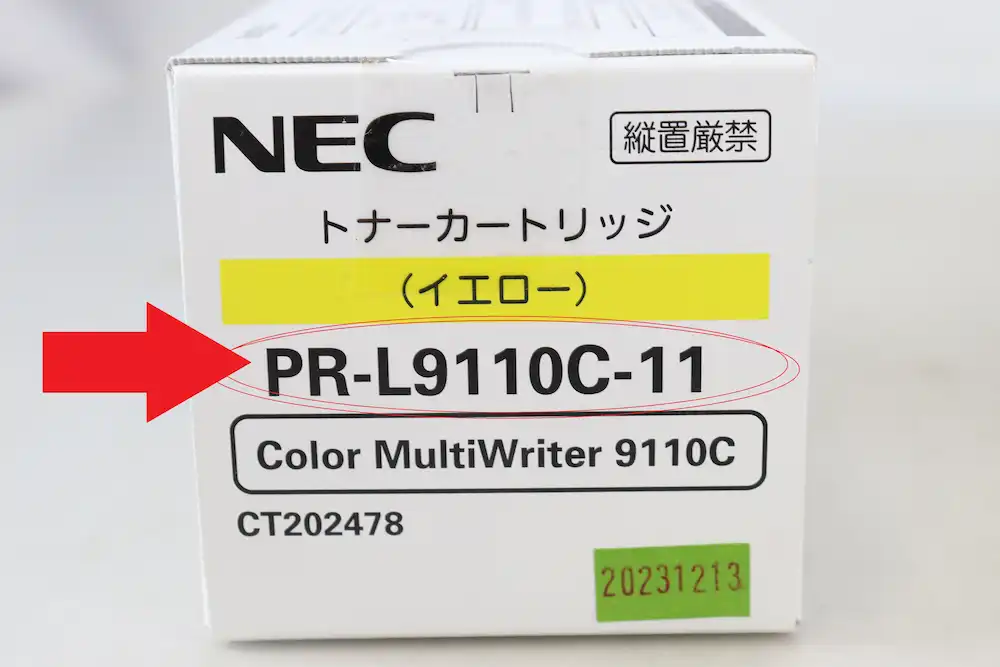 NEC
縦置厳禁
トナーカートリッジ
(イエロー)
PR-L9110C-11
Color MultiWriter 9110C
CT202478
20231213